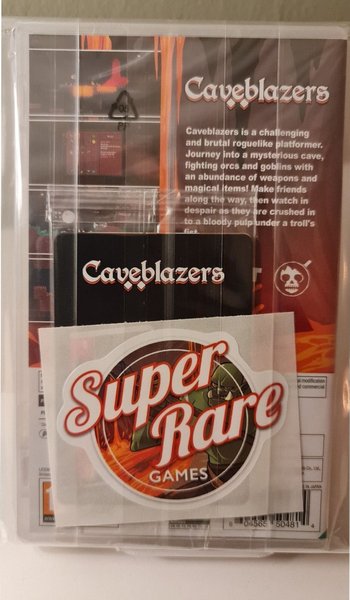 Caveblazers
Caveblazers is a challenging
and brutal roguelike platformer.
Journey into a mysterious cave,
fighting orcs and goblins with
an abundance of weapons and
magical items! Make friends
along the way, then watch in
despair as they are crushed in
to a bloody pulp under a troll's
fist.
Caveblazers
Super
Rare
GAMES